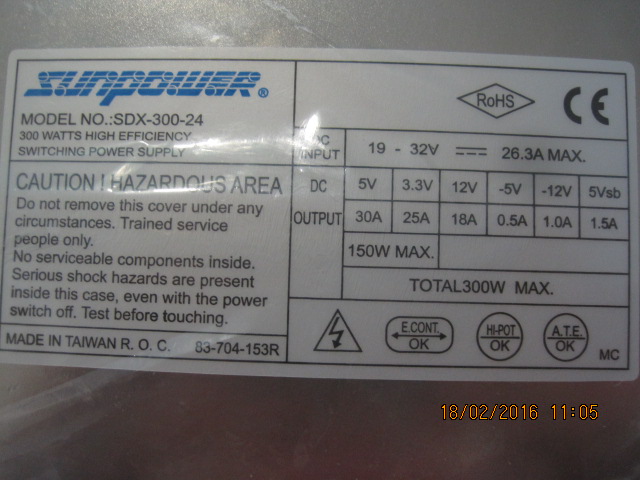 SUNPOWER®
MODEL NO.:SDX-300-24
300 WATTS HIGH EFFICIENCY
SWITCHING POWER SUPPLY
CAUTION ! HAZARDOUS AREA
Do not remove this cover under any
circumstances. Trained service
people only.
No serviceable components inside.
Serious shock hazards are present
inside this case, even with the power
switch off. Test before touching.
MADE IN TAIWAN R. O. C. 83-704-153R
RoHS CE
DC INPUT 19 - 32V 26.3A MAX.
DC 5V 3.3V 12V -5V -12V 5Vsb
OUTPUT 30A 25A 18A 0.5A 1.0A 1.5A
150W MAX.
TOTAL300W MAX.
E.CONT. OK
HI-POT OK
A.T.E. OK
MC
18/02/2016 11:05